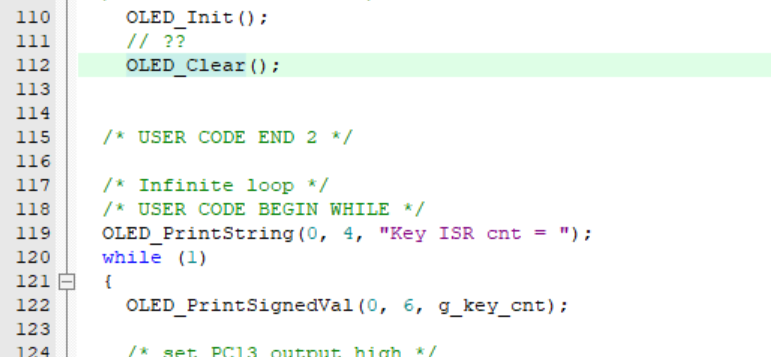 110 OLED_Init();
111 // ??
112 OLED_Clear();
113
114
115 /* USER CODE END 2 */
116
117 /* Infinite loop */
118 /* USER CODE BEGIN WHILE */
119 OLED_PrintString(0, 4, "Key ISR cnt = ");
120 while (1)
121 {
122 OLED_PrintSignedVal(0, 6, g_key_cnt);
123
124 /* set PC13 output high */